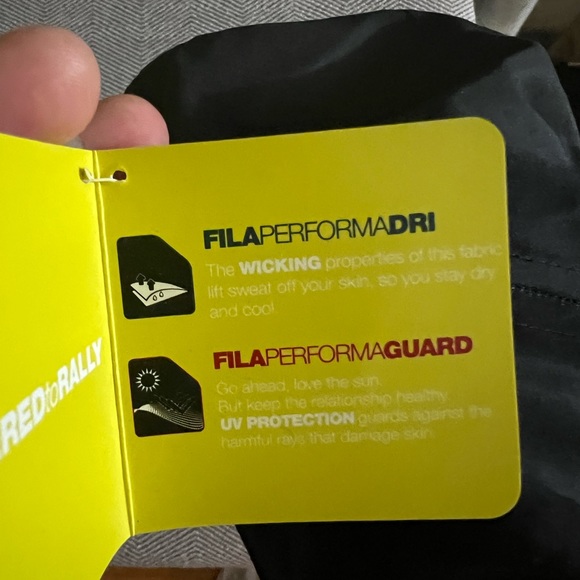 REDtoRALLY
FILAPERFORMADRI
The WICKING properties of this fabric
lift sweat off your skin, so you stay dry
and cool.
FILAPERFORMAGUARD
Go ahead, love the sun.
But keep the relationship healthy.
UV PROTECTION guards against the
harmful rays that damage skin.